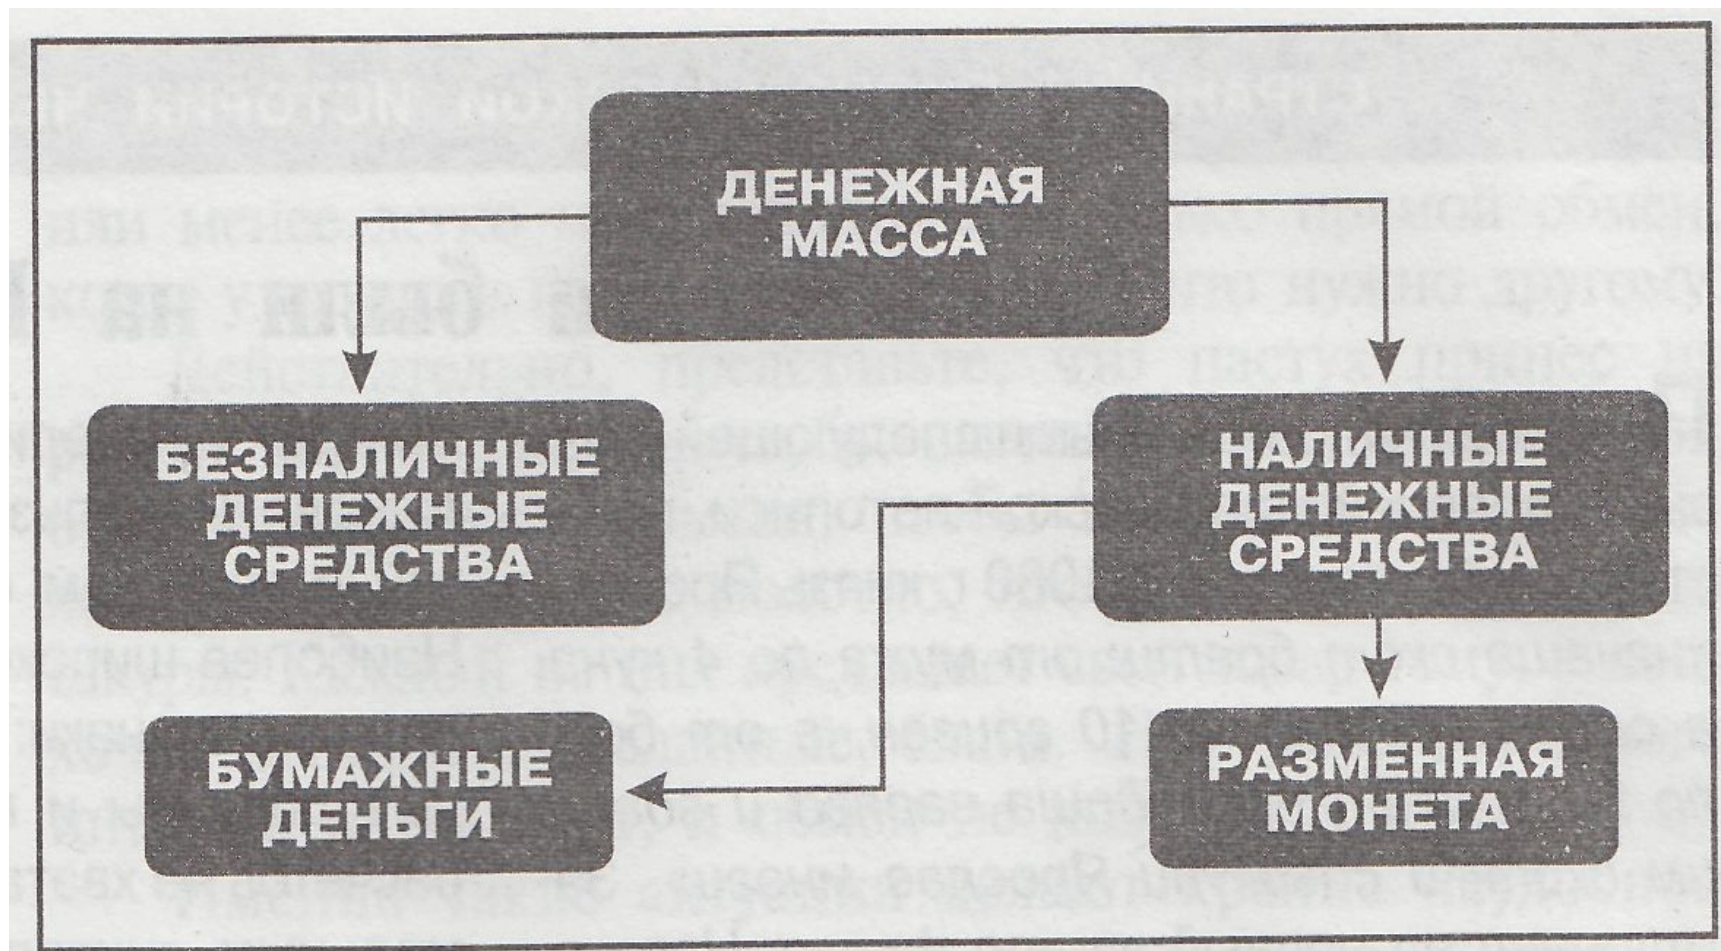 ДЕНЕЖНАЯ
МАССА
БЕЗНАЛИЧНЫЕ
ДЕНЕЖНЫЕ
СРЕДСТВА
НАЛИЧНЫЕ
ДЕНЕЖНЫЕ
СРЕДСТВА
БУМАЖНЫЕ
ДЕНЬГИ
РАЗМЕННАЯ
МОНЕТА